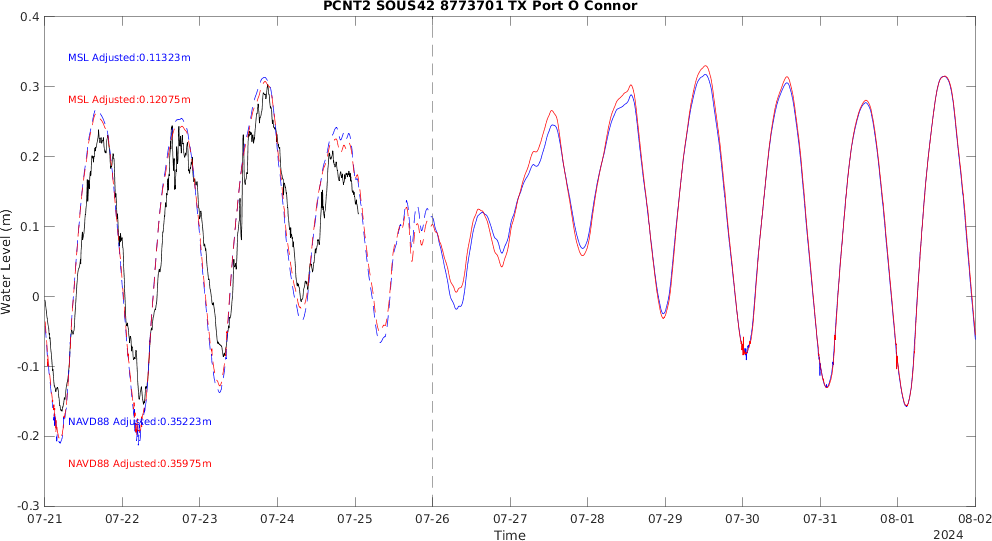 PCNT2 SOUS42 8773701 TX Port O Connor
0.4
0.3
0.2
0.1
0
-0.1
-0.2
-0.3
Water Level (m)
MSL Adjusted:0.11323m
MSL Adjusted:0.12075m
NAVD88 Adjusted:0.35223m
NAVD88 Adjusted:0.35975m
07-21 07-22 07-23 07-24 07-25 07-26 07-27 07-28 07-29 07-30 07-31 08-01 08-02
Time
2024